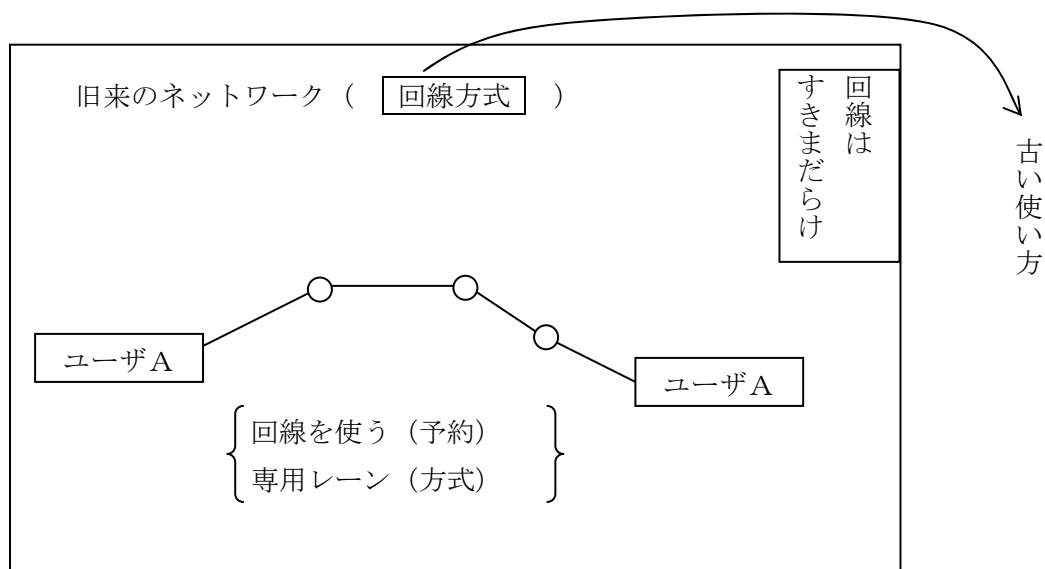 旧来のネットワーク（ 回線方式 ）
回線は
すきまだらけ
古い使い方
ユーザA
ユーザA
回線を使う（予約）
専用レーン（方式）